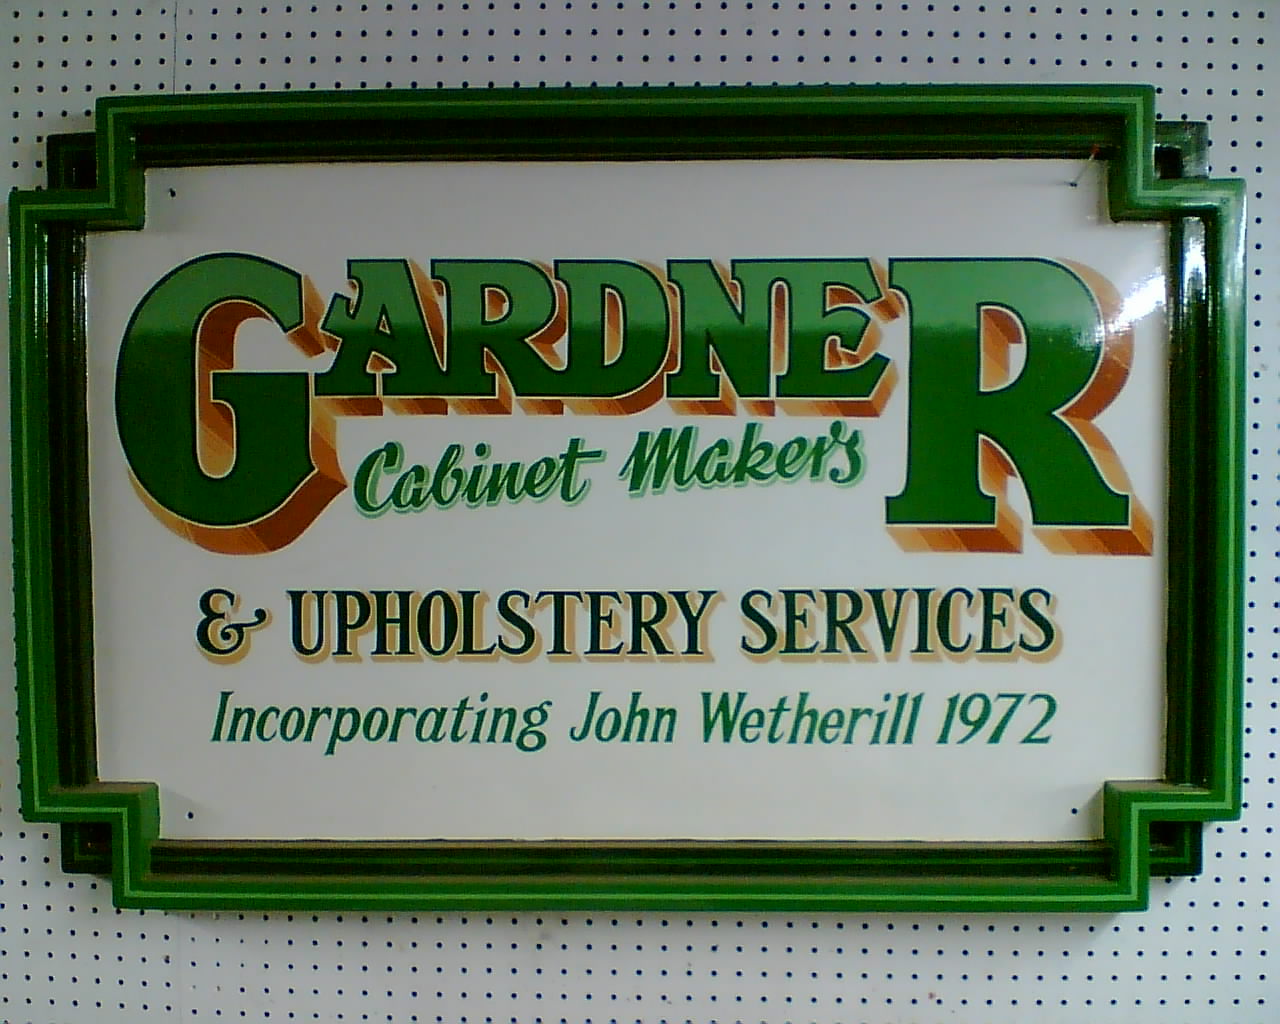 GARDNER
Cabinet Makers
& UPHOLSTERY SERVICES
Incorporating John Wetherill 1972